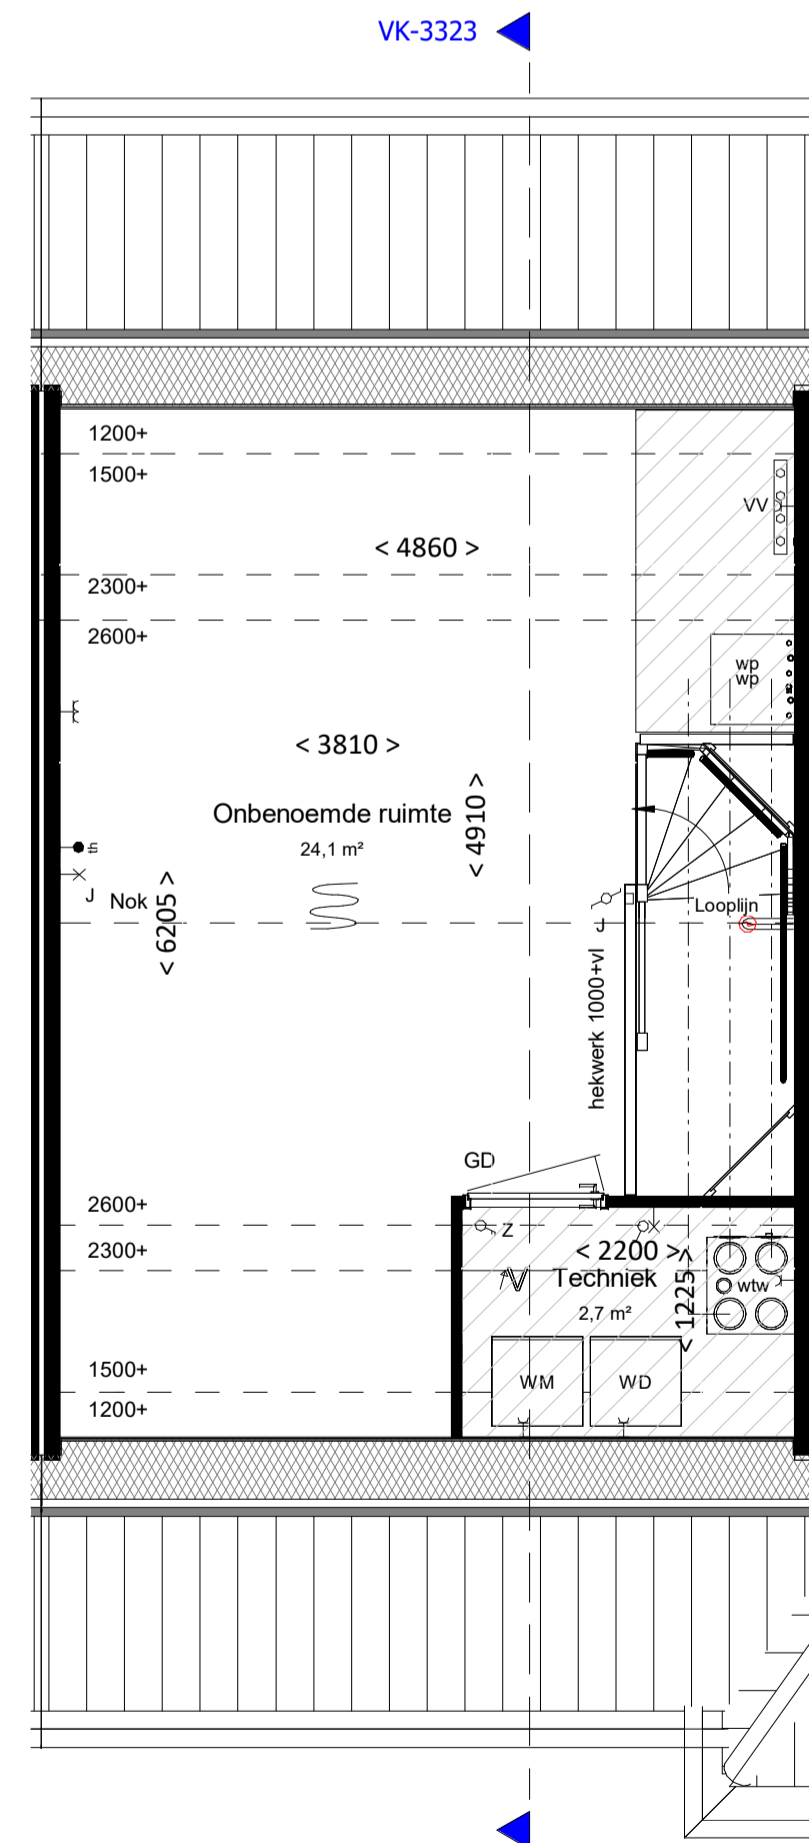 VK-3323
1200+
1500+
VV
< 4860 >
2300+
2600+
wp
wp
< 3810 >
Onbenoemde ruimte
24,1 m²
< 4910 >
th
J
Nok
< 6205 >
Looplijn
J
hekwerk 1000+vl
GD
2600+
Z
2300+
< 2200 >
Techniek
2,7 m²
< 1225 >
wtw
1500+
WM
WD
1200+